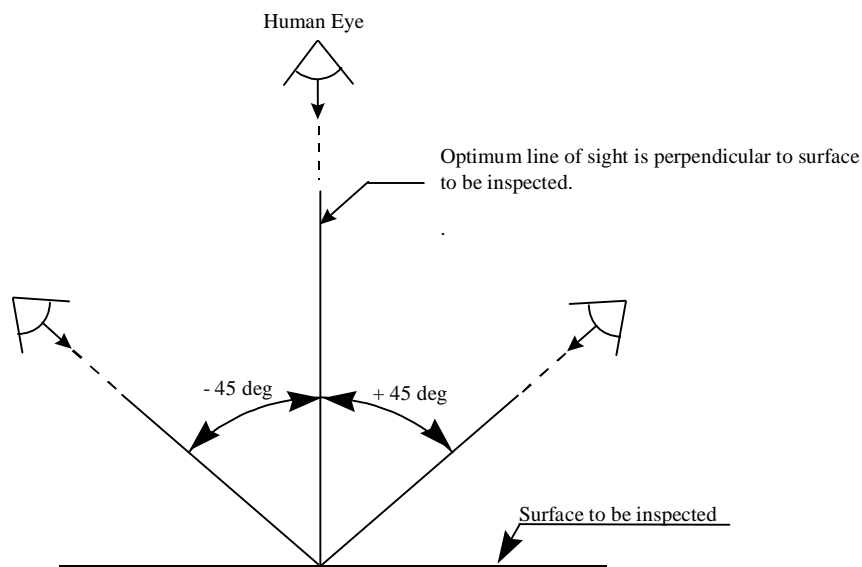 Human Eye
Optimum line of sight is perpendicular to surface
to be inspected.
.
- 45 deg
+ 45 deg
Surface to be inspected